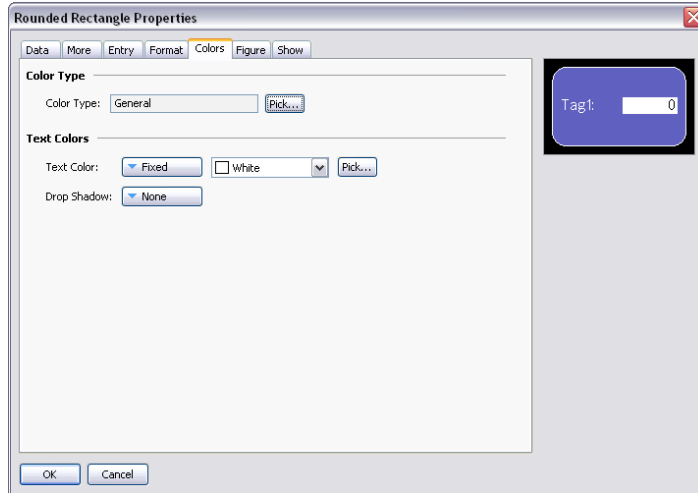 Rounded Rectangle Properties
Data More Entry Format Colors Figure Show
Color Type
Color Type: General Pick...
Text Colors
Text Color: Fixed White Pick...
Drop Shadow: None
Tag1: 0
OK Cancel